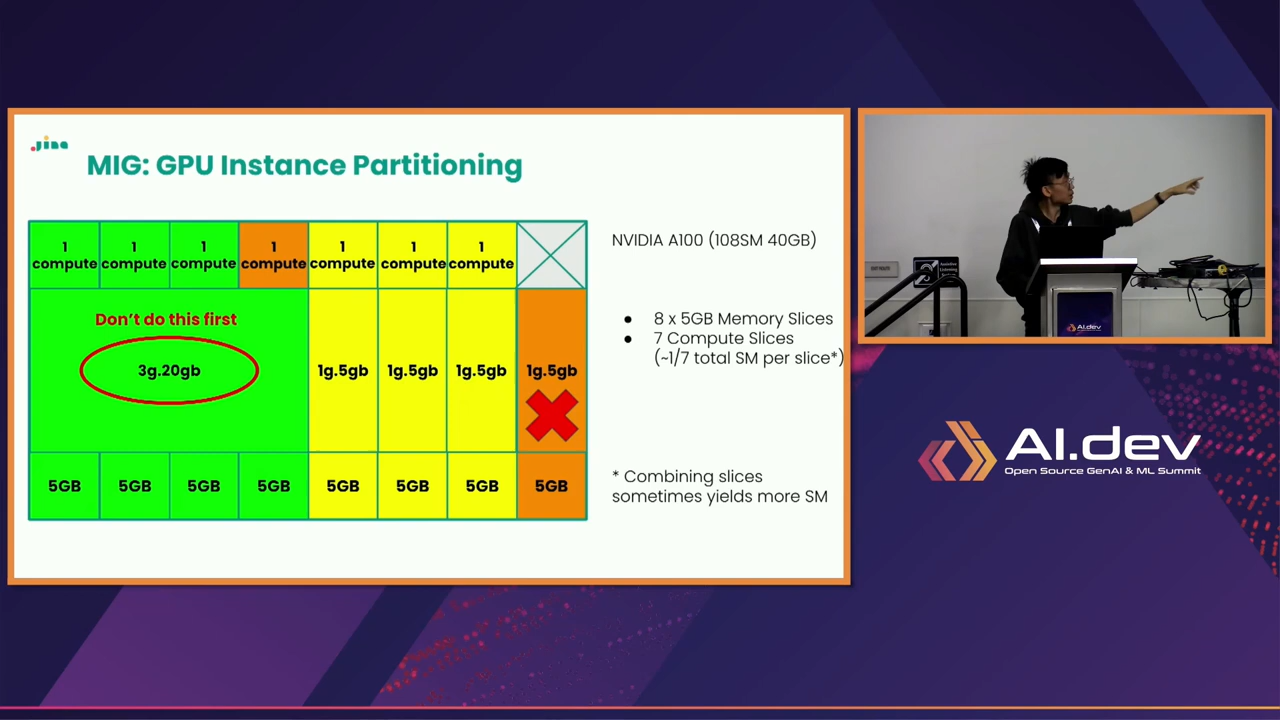 Jina
MIG: GPU Instance Partitioning
1 compute
1 compute
1 compute
1 compute
1 compute
1 compute
1 compute
Don't do this first
3g.20gb
1g.5gb
1g.5gb
1g.5gb
1g.5gb
5GB
5GB
5GB
5GB
5GB
5GB
5GB
5GB
NVIDIA A100 (108SM 40GB)
● 8 x 5GB Memory Slices
● 7 Compute Slices
(~1/7 total SM per slice*)
* Combining slices
sometimes yields more SM
AI.dev
AI.dev
Open Source GenAI & ML Summit